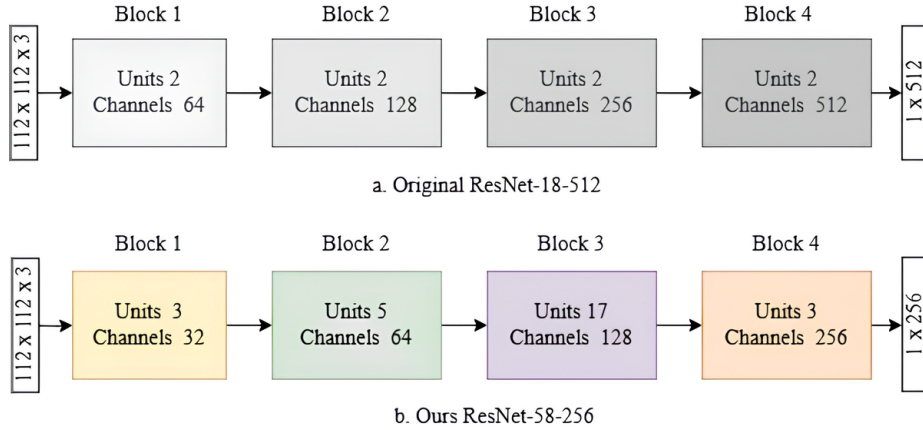 Block 1
Block 2
Block 3
Block 4
112 x 112 x 3
Units 2
Channels 64
Units 2
Channels 128
Units 2
Channels 256
Units 2
Channels 512
1 x 512
a. Original ResNet-18-512
Block 1
Block 2
Block 3
Block 4
112 x 112 x 3
Units 3
Channels 32
Units 5
Channels 64
Units 17
Channels 128
Units 3
Channels 256
1 x 256
b. Ours ResNet-58-256